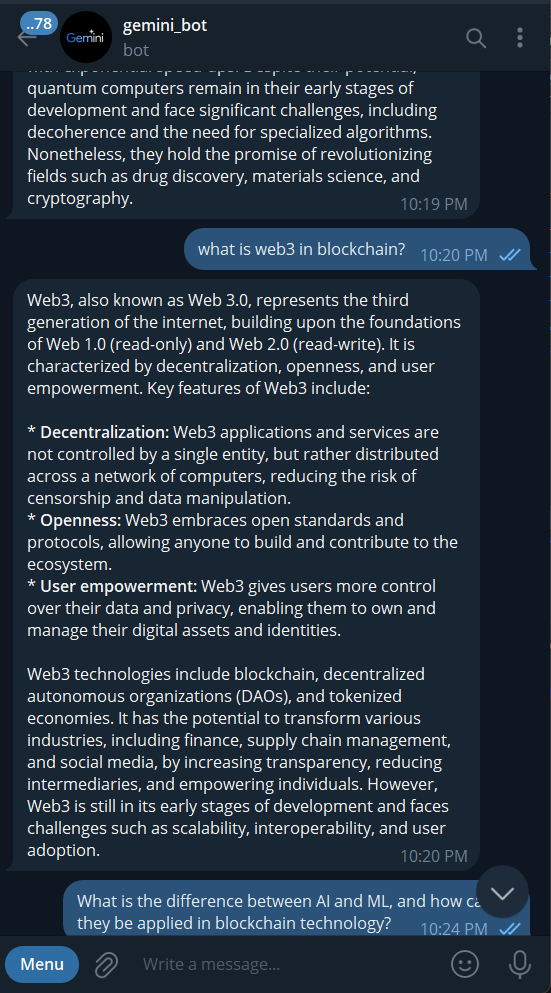 ..78
Gemini
gemini_bot
bot
quantum computers remain in their early stages of
development and face significant challenges, including
decoherence and the need for specialized algorithms.
Nonetheless, they hold the promise of revolutionizing
fields such as drug discovery, materials science, and
cryptography.
10:19 PM
what is web3 in blockchain?
10:20 PM
Web3, also known as Web 3.0, represents the third
generation of the internet, building upon the foundations
of Web 1.0 (read-only) and Web 2.0 (read-write). It is
characterized by decentralization, openness, and user
empowerment. Key features of Web3 include:
* Decentralization: Web3 applications and services are
not controlled by a single entity, but rather distributed
across a network of computers, reducing the risk of
censorship and data manipulation.
* Openness: Web3 embraces open standards and
protocols, allowing anyone to build and contribute to the
ecosystem.
* User empowerment: Web3 gives users more control
over their data and privacy, enabling them to own and
manage their digital assets and identities.
Web3 technologies include blockchain, decentralized
autonomous organizations (DAOs), and tokenized
economies. It has the potential to transform various
industries, including finance, supply chain management,
and social media, by increasing transparency, reducing
intermediaries, and empowering individuals. However,
Web3 is still in its early stages of development and faces
challenges such as scalability, interoperability, and user
adoption.
10:20 PM
What is the difference between AI and ML, and how ca
they be applied in blockchain technology?
10:24 PM
Menu
Write a message...